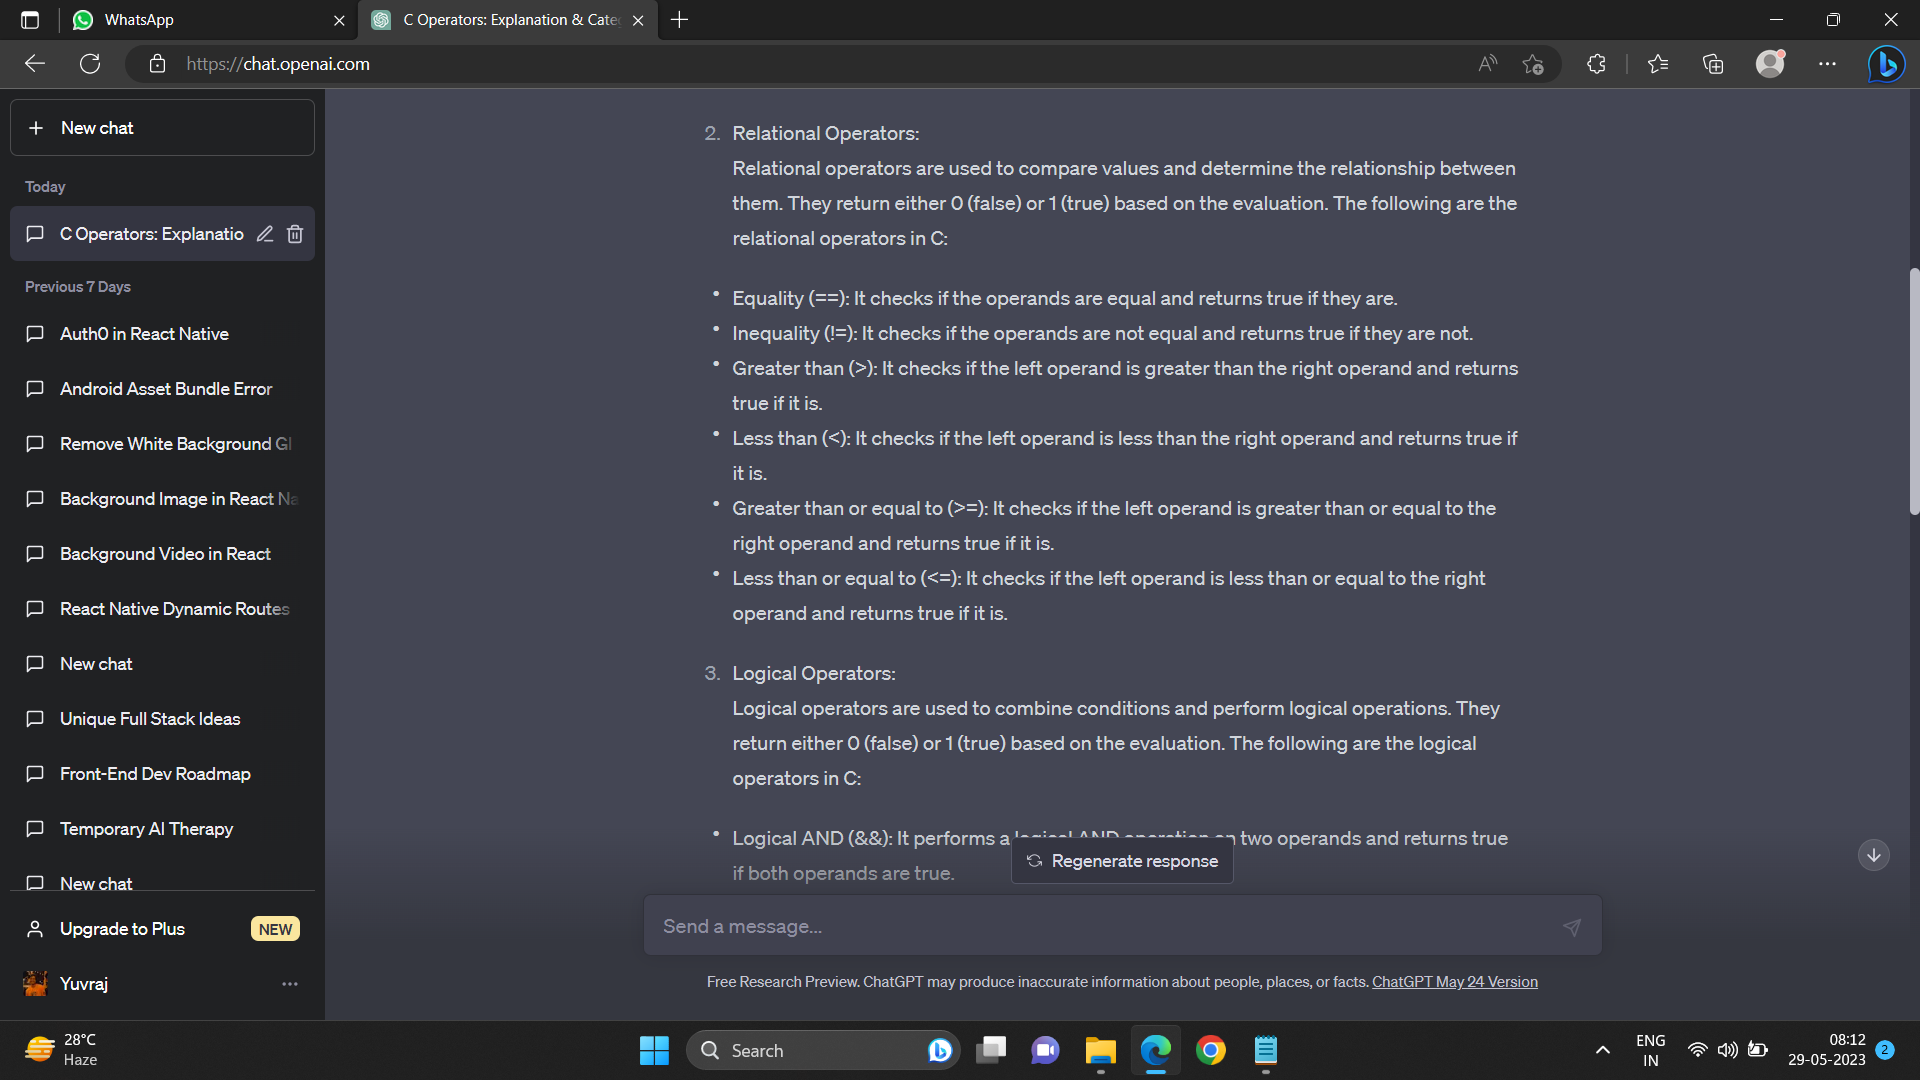 WhatsApp
C Operators: Explanation & Cate
https://chat.openai.com
New chat
Today
C Operators: Explanatio
Previous 7 Days
Auth0 in React Native
Android Asset Bundle Error
Remove White Background Gl
Background Image in React Na
Background Video in React
React Native Dynamic Routes
New chat
Unique Full Stack Ideas
Front-End Dev Roadmap
Temporary AI Therapy
New chat
Upgrade to Plus NEW
Yuvraj
2. Relational Operators:
Relational operators are used to compare values and determine the relationship between
them. They return either 0 (false) or 1 (true) based on the evaluation. The following are the
relational operators in C:
• Equality (==): It checks if the operands are equal and returns true if they are.
• Inequality (!=): It checks if the operands are not equal and returns true if they are not.
• Greater than (>): It checks if the left operand is greater than the right operand and returns
true if it is.
• Less than (<): It checks if the left operand is less than the right operand and returns true if
it is.
• Greater than or equal to (>=): It checks if the left operand is greater than or equal to the
right operand and returns true if it is.
• Less than or equal to (<=): It checks if the left operand is less than or equal to the right
operand and returns true if it is.
3. Logical Operators:
Logical operators are used to combine conditions and perform logical operations. They
return either 0 (false) or 1 (true) based on the evaluation. The following are the logical
operators in C:
• Logical AND (&&): It performs a logical AND operation on two operands and returns true
if both operands are true.
Regenerate response
Send a message...
Free Research Preview. ChatGPT may produce inaccurate information about people, places, or facts. ChatGPT May 24 Version
28°C
Haze
Search
ENG
IN
08:12
29-05-2023
2